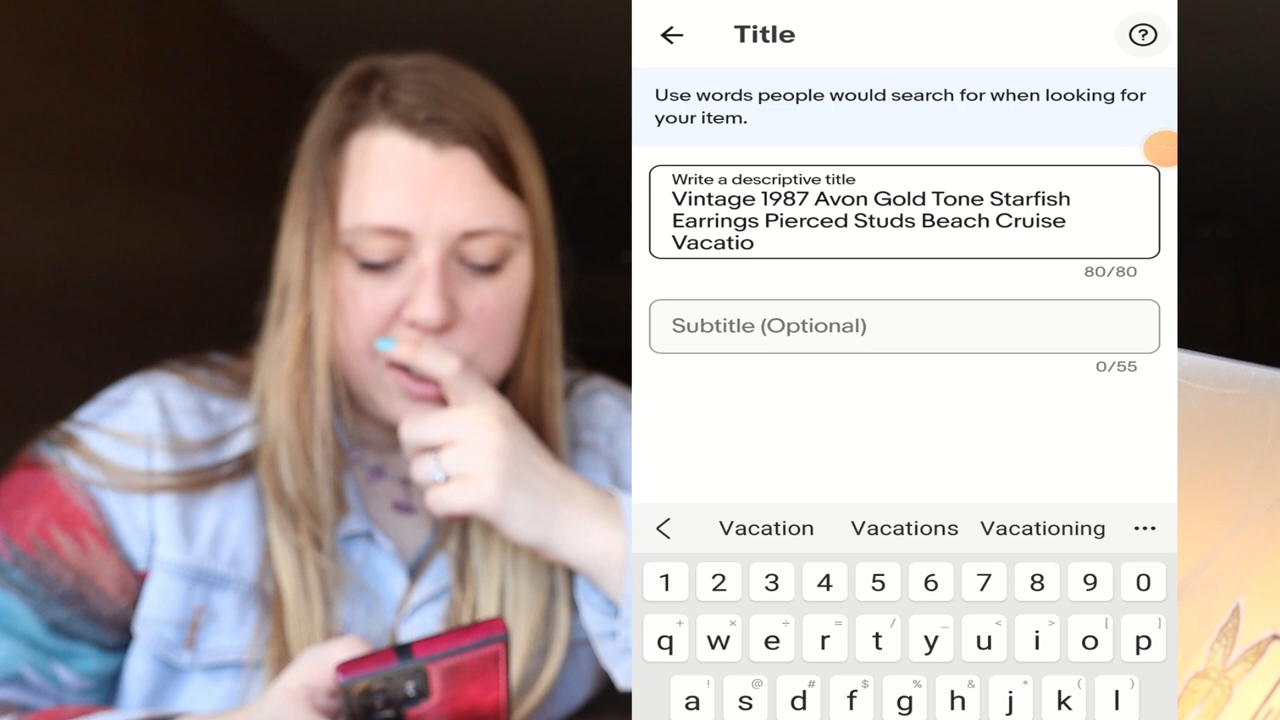 Title
?
Use words people would search for when looking for
your item.
Write a descriptive title
Vintage 1987 Avon Gold Tone Starfish
Earrings Pierced Studs Beach Cruise
Vacatio
80/80
Subtitle (Optional)
0/55
Vacation Vacations Vacationing ...
1 2 3 4 5 6 7 8 9 0
+ × ÷ = / _ < > [ ]
q w e r t y u i o p
! @ # $ % & * ( )
a s d f g h j k l